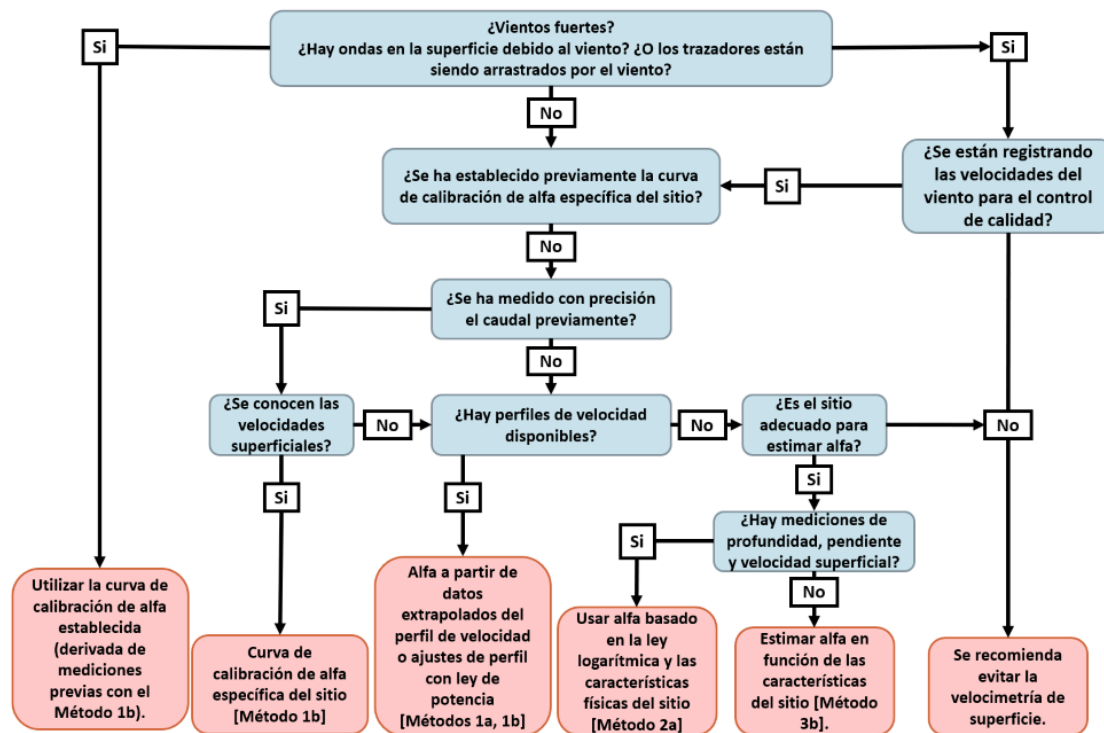 ¿Vientos fuertes?
¿Hay ondas en la superficie debido al viento? ¿O los trazadores están
siendo arrastrados por el viento?
Si
Si
No
¿Se ha establecido previamente la curva
de calibración de alfa específica del sitio?
Si
¿Se están registrando
las velocidades del
viento para el control
de calidad?
No
¿Se ha medido con precisión
el caudal previamente?
Si
No
¿Se conocen las
velocidades
superficiales?
No
¿Hay perfiles de velocidad
disponibles?
No
¿Es el sitio
adecuado para
estimar alfa?
No
Si
Si
Si
¿Hay mediciones de
profundidad, pendiente
y velocidad superficial?
Si
No
Utilizar la curva de
calibración de alfa
establecida
(derivada de
mediciones
previas con el
Método 1b).
Curva de
calibración de alfa
específica del sitio
[Método 1b]
Alfa a partir de
datos
extrapolados del
perfil de velocidad
o ajustes de perfil
con ley de
potencia
[Métodos 1a, 1b]
Usar alfa basado
en la ley
logarítmica y las
características
físicas del sitio
[Método 2a]
Estimar alfa en
función de las
características
del sitio [Método
3b].
Se recomienda
evitar la
velocimetría de
superficie.